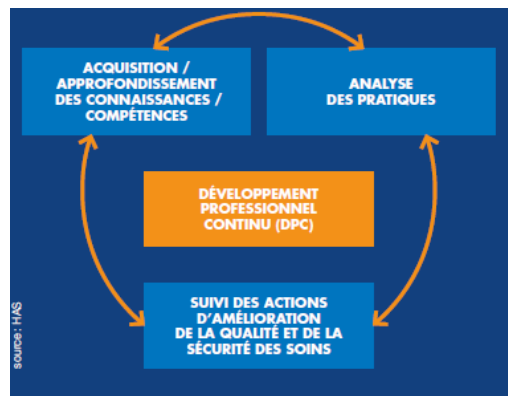 ACQUISITION /
APPROFONDISSEMENT
DES CONNAISSANCES /
COMPÉTENCES
ANALYSE
DES PRATIQUES
DÉVELOPPEMENT
PROFESSIONNEL
CONTINU (DPC)
SUIVI DES ACTIONS
D'AMÉLIORATION
DE LA QUALITÉ ET DE LA
SÉCURITÉ DES SOINS
source : HAS